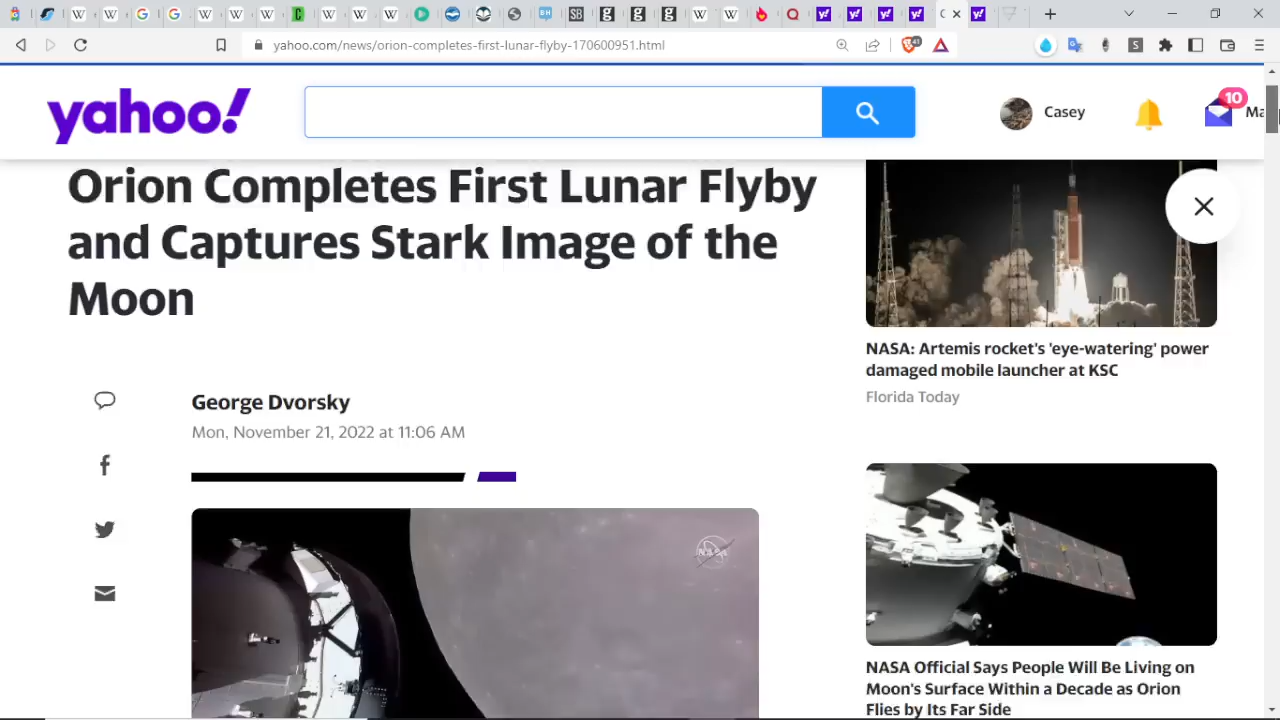 yahoo.com/news/orion-completes-first-lunar-flyby-170600951.html
41
yahoo!
Casey
10
Ma
Orion Completes First Lunar Flyby
and Captures Stark Image of the
Moon
George Dvorsky
Mon, November 21, 2022 at 11:06 AM
NASA
NASA: Artemis rocket's 'eye-watering' power
damaged mobile launcher at KSC
Florida Today
NASA Official Says People Will Be Living on
Moon's Surface Within a Decade as Orion
Flies by Its Far Side